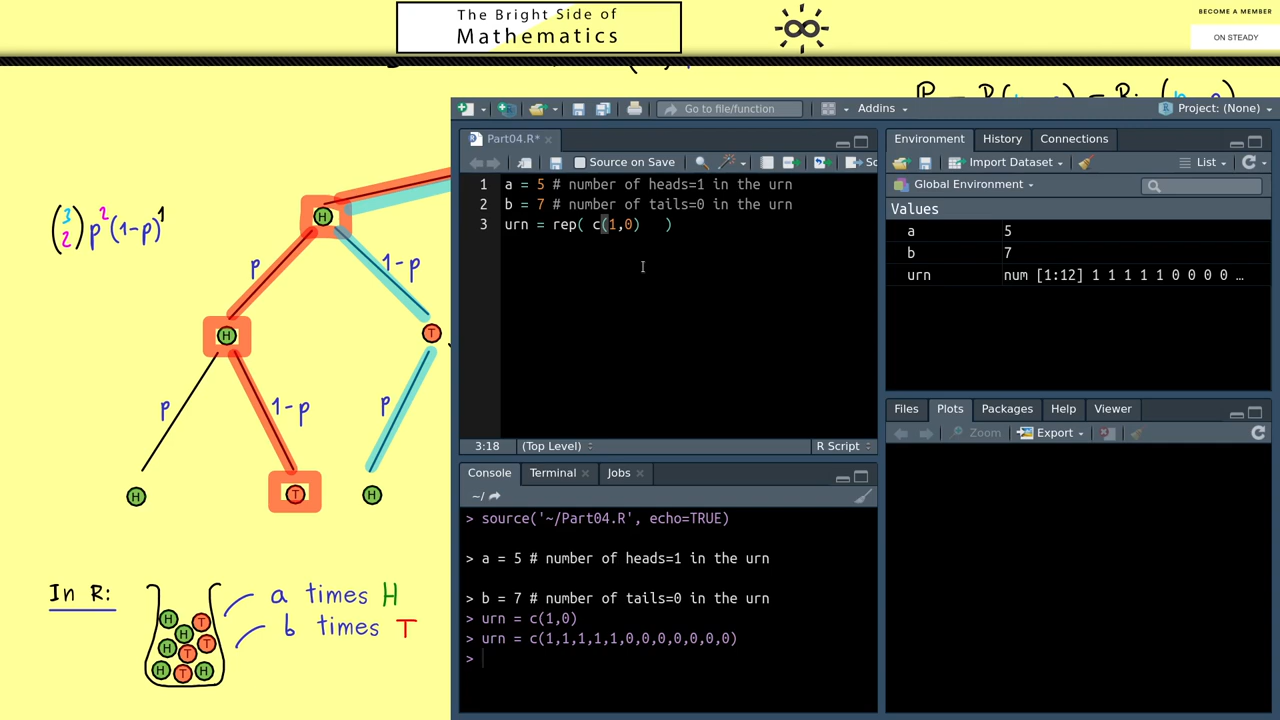 The Bright Side of
Mathematics
BECOME A MEMBER
ON STEADY
Go to file/function
Addins
Project: (None)
Part04.R*
Source on Save
So
1 a = 5 # number of heads=1 in the urn
2 b = 7 # number of tails=0 in the urn
3 urn = rep( c(1,0)   )
3:18 (Top Level) R Script
Environment History Connections
Import Dataset List
Global Environment
Values
a 5
b 7
urn num [1:12] 1 1 1 1 1 0 0 0 0 …
Files Plots Packages Help Viewer
Zoom Export
Console Terminal Jobs
~/
> source('~/Part04.R', echo=TRUE)
> a = 5 # number of heads=1 in the urn
> b = 7 # number of tails=0 in the urn
> urn = c(1,0)
> urn = c(1,1,1,1,1,0,0,0,0,0,0,0)
>
(3 2) p²(1-p)¹
H
p 1-p
H T
p 1-p p
H T H
In R:
a times H
b times T
H T
H T
H T
H T H